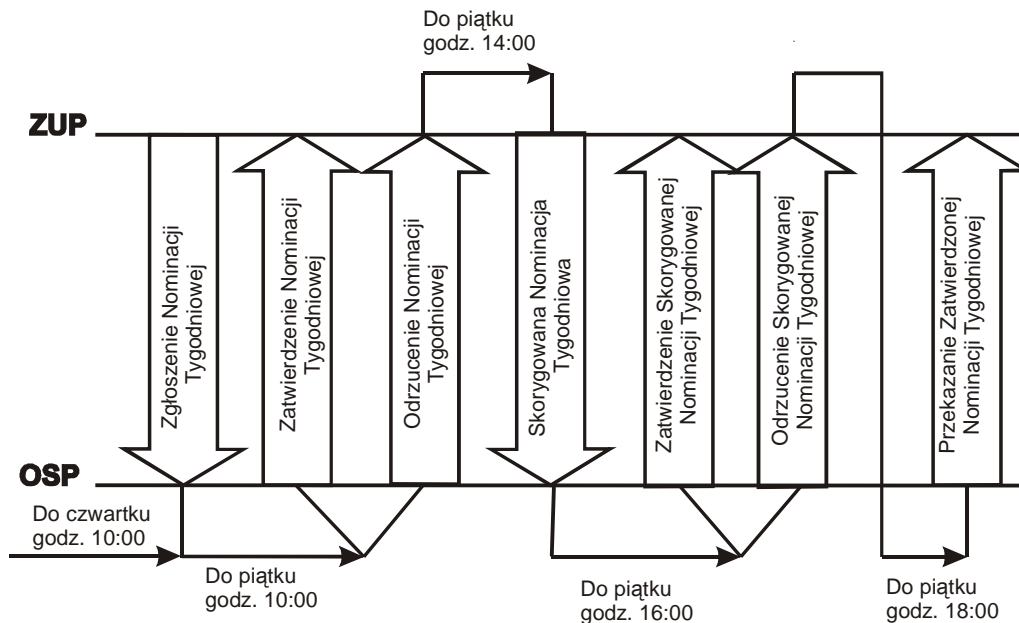 Do piątku
godz. 14:00
ZUP
Zgłoszenie Nominacji
Tygodniowej
Zatwierdzenie Nominacji
Tygodniowej
Odrzucenie Nominacji
Tygodniowej
Skorygowana Nominacja
Tygodniowa
Zatwierdzenie Skorygowanej
Nominacji Tygodniowej
Odrzucenie Skorygowanej
Nominacji Tygodniowej
Przekazanie Zatwierdzonej
Nominacji Tygodniowej
OSP
Do czwartku
godz. 10:00
Do piątku
godz. 10:00
Do piątku
godz. 16:00
Do piątku
godz. 18:00